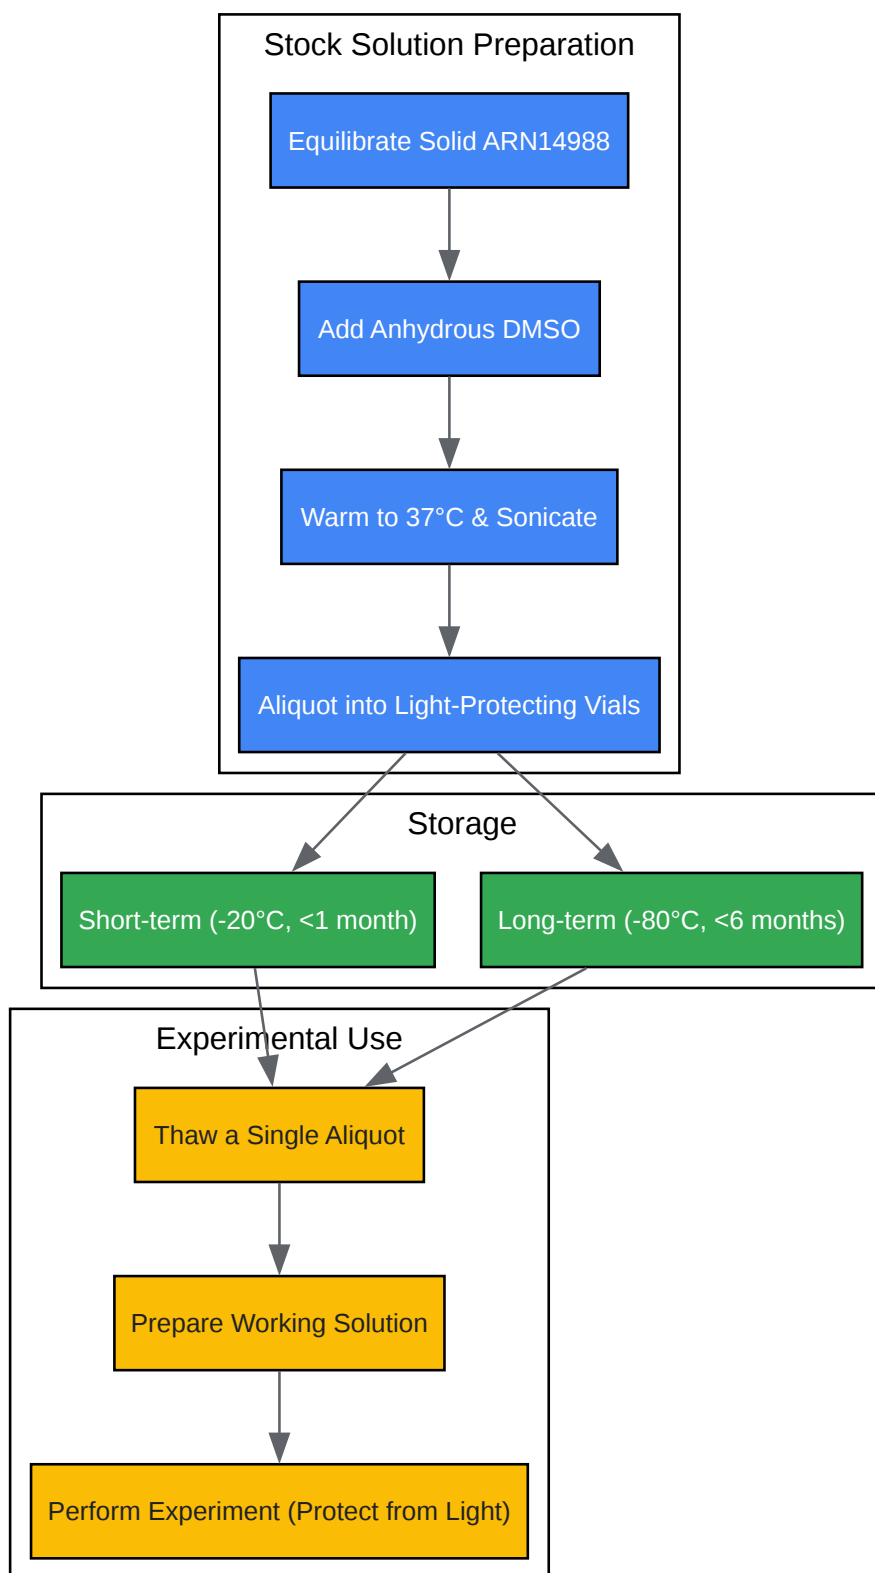 Stock Solution Preparation
Equilibrate Solid ARN14988
Add Anhydrous DMSO
Warm to 37°C & Sonicate
Aliquot into Light-Protecting Vials
Storage
Short-term (-20°C, <1 month)
Long-term (-80°C, <6 months)
Experimental Use
Thaw a Single Aliquot
Prepare Working Solution
Perform Experiment (Protect from Light)